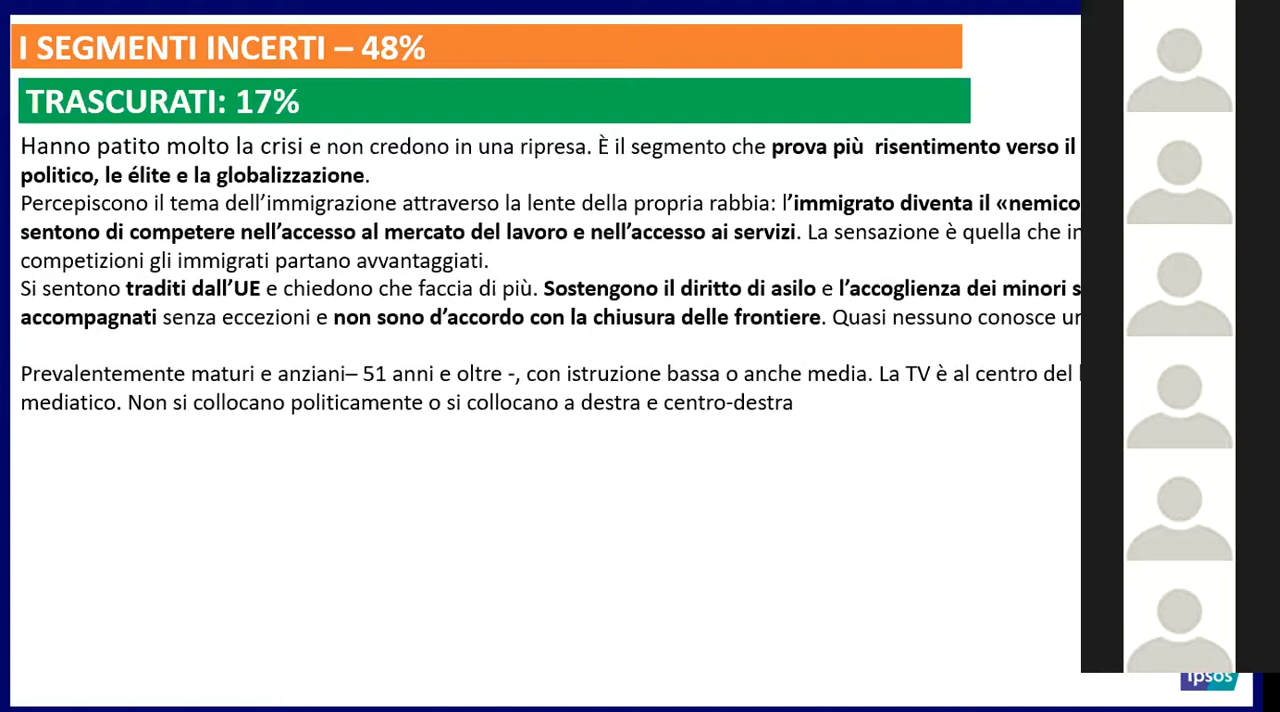 I SEGMENTI INCERTI – 48%
TRASCURATI: 17%
Hanno patito molto la crisi e non credono in una ripresa. È il segmento che prova più risentimento verso il
politico, le élite e la globalizzazione.
Percepiscono il tema dell'immigrazione attraverso la lente della propria rabbia: l'immigrato diventa il «nemico
sentono di competere nell'accesso al mercato del lavoro e nell'accesso ai servizi. La sensazione è quella che
competizioni gli immigrati partano avvantaggiati.
Si sentono traditi dall'UE e chiedono che faccia di più. Sostengono il diritto di asilo e l'accoglienza dei minori
accompagnati senza eccezioni e non sono d'accordo con la chiusura delle frontiere. Quasi nessuno conosce
Prevalentemente maturi e anziani– 51 anni e oltre -, con istruzione bassa o anche media. La TV è al centro del
mediatico. Non si collocano politicamente o si collocano a destra e centro-destra
Ipsos